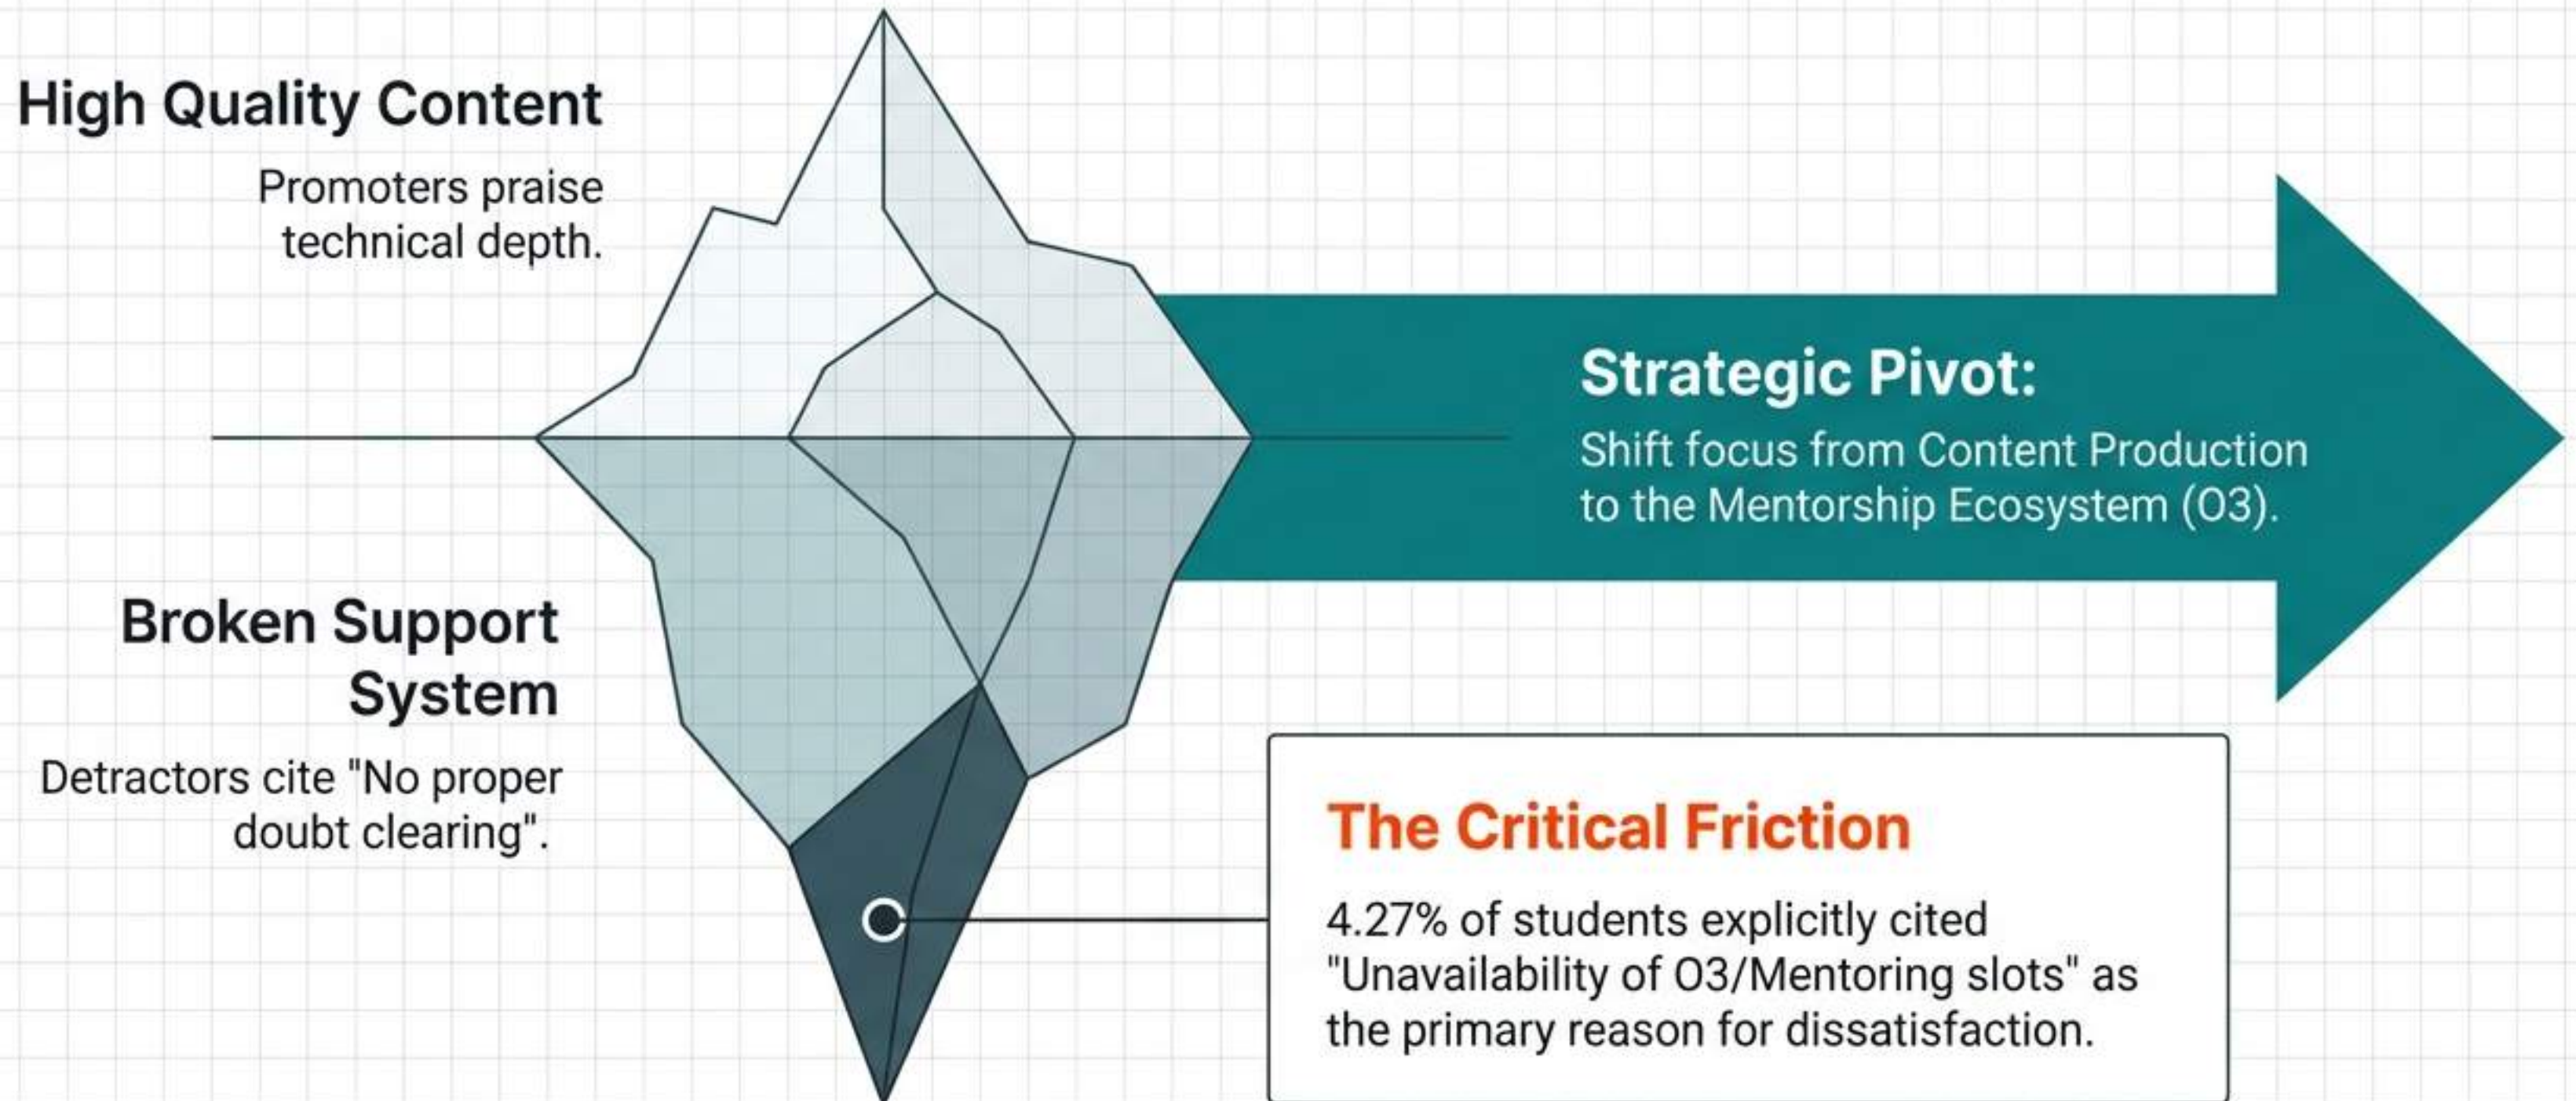 High Quality Content
Promoters praise
technical depth.
Strategic Pivot:
Shift focus from Content Production
to the Mentorship Ecosystem (O3).
Broken Support
System
Detractors cite "No proper
doubt clearing".
The Critical Friction
4.27% of students explicitly cited
"Unavailability of O3/Mentoring slots" as
the primary reason for dissatisfaction.